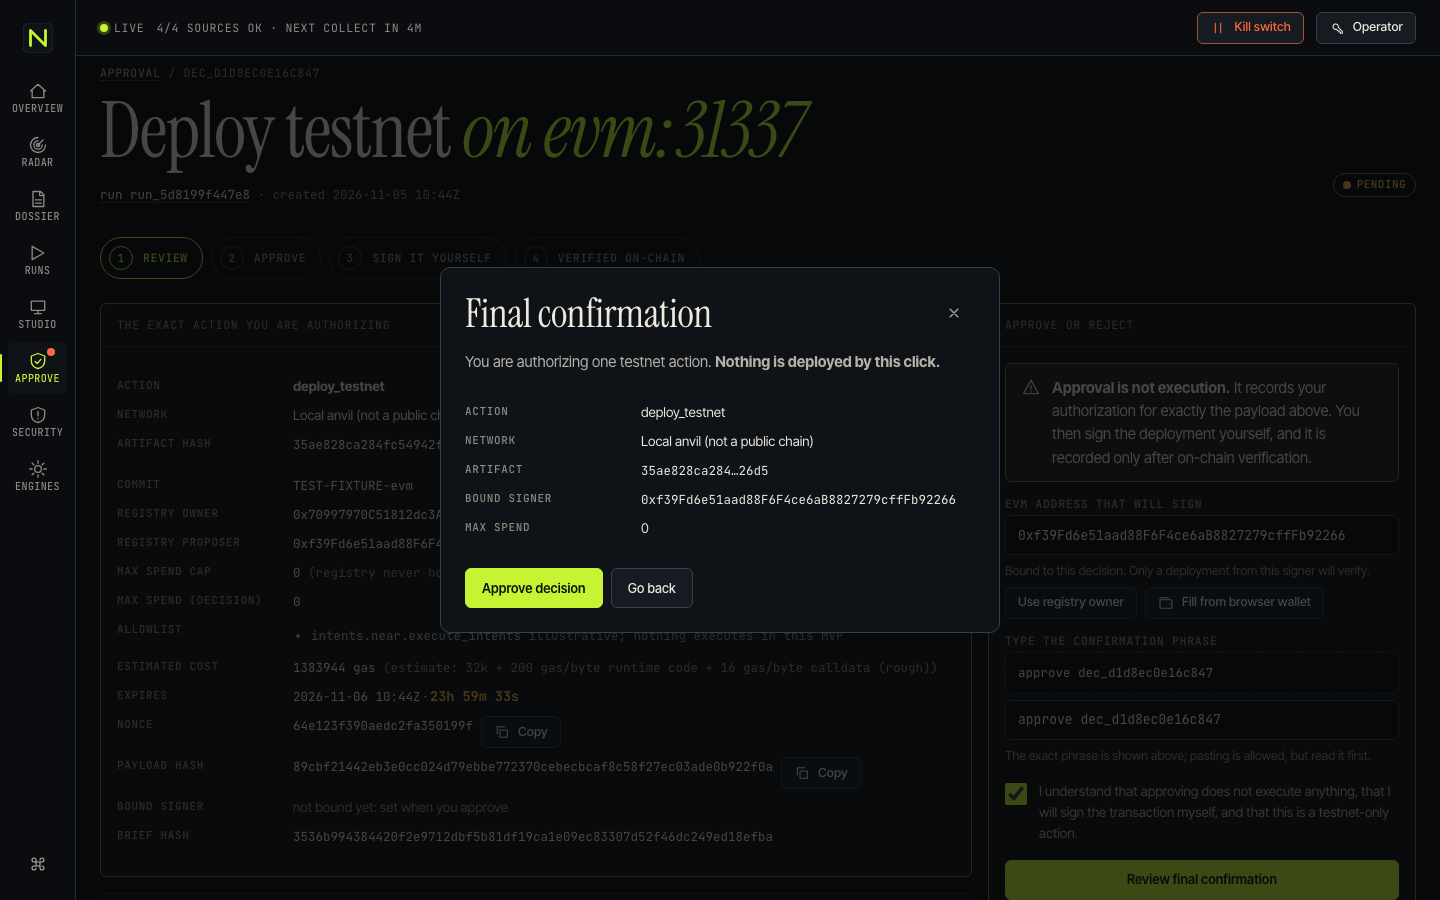 LIVE 4/4 SOURCES OK · NEXT COLLECT IN 4M
Kill switch
Operator
N
OVERVIEW
RADAR
DOSSIER
RUNS
STUDIO
APPROVE
SECURITY
ENGINES
APPROVAL / DEC_D1D8EC0E16C847
Deploy testnet on evm:31337
run run_5d8199f447e8 · created 2026-11-05 10:44Z
PENDING
1 REVIEW
2 APPROVE
3 SIGN IT YOURSELF
4 VERIFIED ON-CHAIN
THE EXACT ACTION YOU ARE AUTHORIZING
ACTION deploy_testnet
NETWORK Local anvil (not a public ch
ARTIFACT HASH 35ae828ca284fc54942f
COMMIT TEST-FIXTURE-evm
REGISTRY OWNER 0x70997970C51812dc3A
REGISTRY PROPOSER 0xf39Fd6e51aad88F6F4
MAX SPEND CAP 0 (registry never ho
MAX SPEND (DECISION) 0
ALLOWLIST • intents.near.execute_intents illustrative; nothing executes in this MVP
ESTIMATED COST 1383944 gas (estimate: 32k + 200 gas/byte runtime code + 16 gas/byte calldata (rough))
EXPIRES 2026-11-06 10:44Z · 23h 59m 33s
NONCE 64e123f390aedc2fa350199f Copy
PAYLOAD HASH 89cbf21442eb3e0cc024d79ebbe772370cebecbcaf8c58f27ec03ade0b922f0a Copy
BOUND SIGNER not bound yet: set when you approve
BRIEF HASH 3536b994384420f2e9712dbf5b81df19ca1e09ec83307d52f46dc249ed18efba
Final confirmation
You are authorizing one testnet action. Nothing is deployed by this click.
ACTION deploy_testnet
NETWORK Local anvil (not a public chain)
ARTIFACT 35ae828ca284…26d5
BOUND SIGNER 0xf39Fd6e51aad88F6F4ce6aB8827279cffFb92266
MAX SPEND 0
Approve decision
Go back
APPROVE OR REJECT
Approval is not execution. It records your
authorization for exactly the payload above. You
then sign the deployment yourself, and it is
recorded only after on-chain verification.
EVM ADDRESS THAT WILL SIGN
0xf39Fd6e51aad88F6F4ce6aB8827279cffFb92266
Bound to this decision. Only a deployment from this signer will verify.
Use registry owner
Fill from browser wallet
TYPE THE CONFIRMATION PHRASE
approve dec_d1d8ec0e16c847
approve dec_d1d8ec0e16c847
The exact phrase is shown above; pasting is allowed, but read it first.
I understand that approving does not execute anything, that I
will sign the transaction myself, and that this is a testnet-only
action.
Review final confirmation